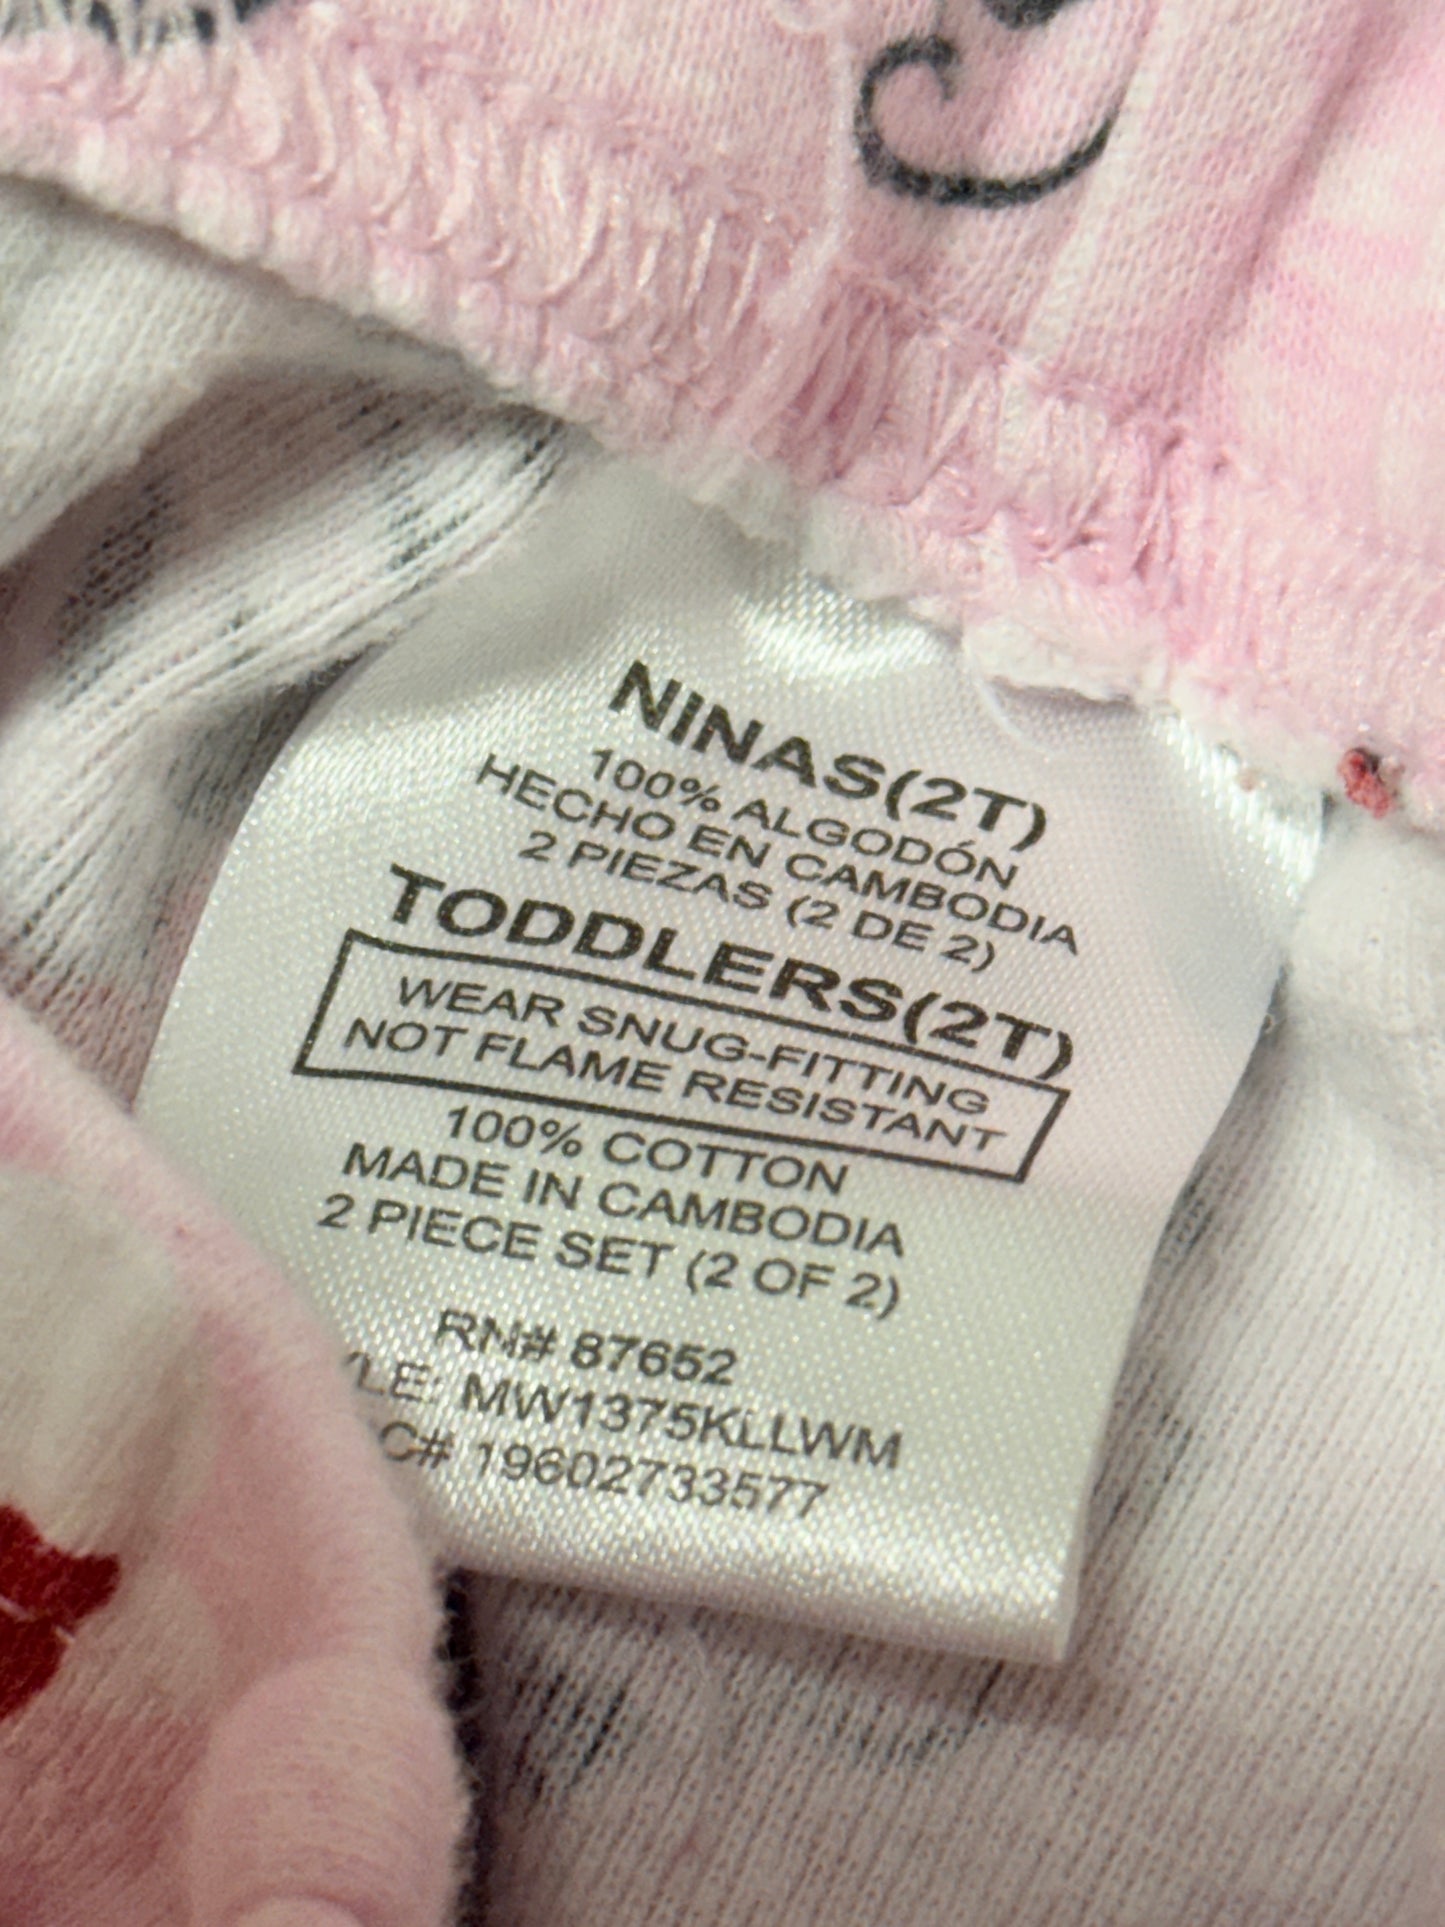 NINAS(2T)
100% ALGODÓN
HECHO EN CAMBODIA
2 PIEZAS (2 DE 2)
TODDLERS(2T)
WEAR SNUG-FITTING
NOT FLAME RESISTANT
100% COTTON
MADE IN CAMBODIA
2 PIECE SET (2 OF 2)
RN# 87652
YLE: MW1375KLLWM
C# 19602733577